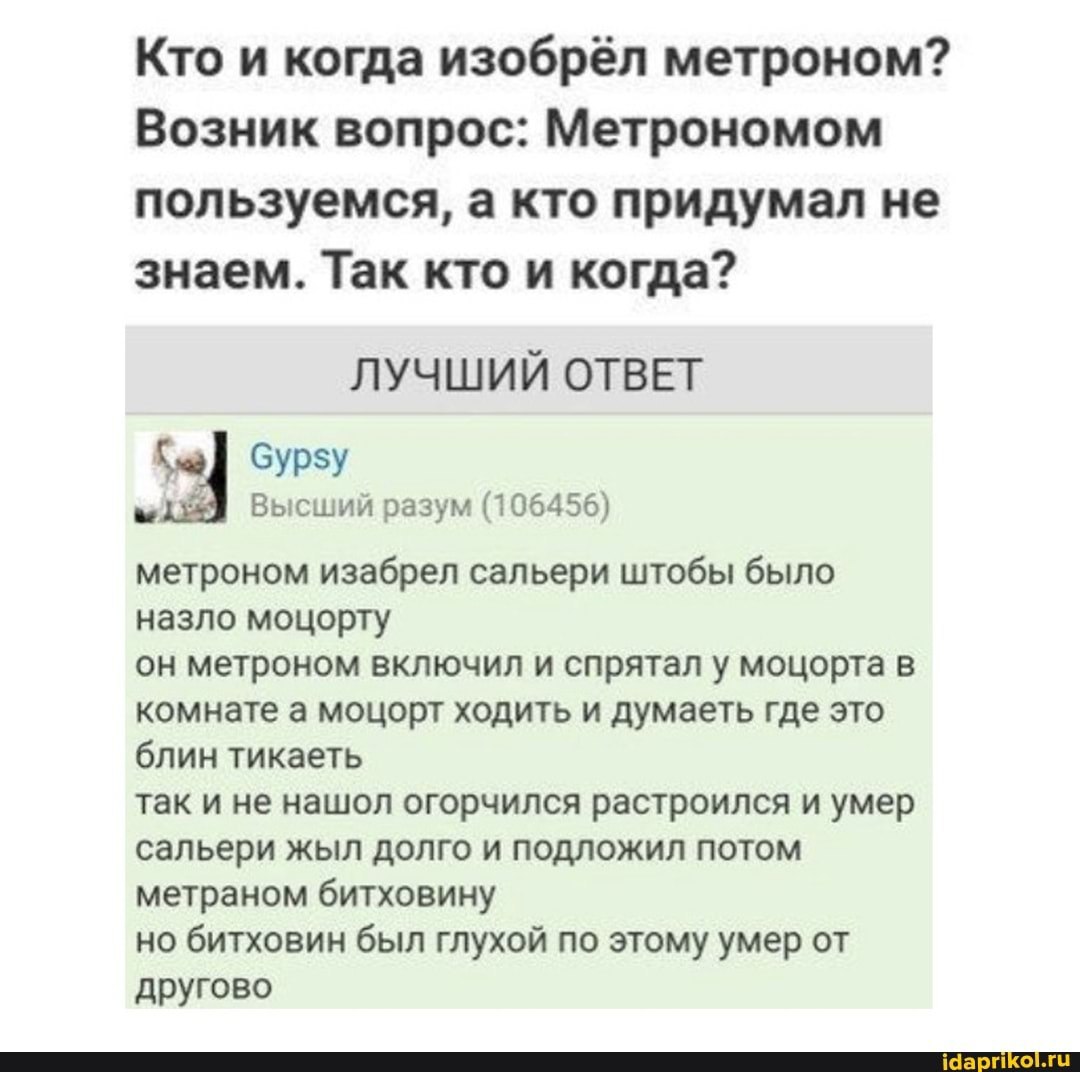 Кто и когда изобрёл метроном?
Возник вопрос: Метрономом
пользуемся, а кто придумал не
знаем. Так кто и когда?
ЛУЧШИЙ ОТВЕТ
Gypsy
Высший разум (106456)
метроном изабрел сальери штобы было
назло моцорту
он метроном включил и спрятал у моцорта в
комнате а моцорт ходить и думаеть где это
блин тикаеть
так и не нашол огорчился растроился и умер
сальери жыл долго и подложил потом
метраном битховину
но битховин был глухой по этому умер от
другово
idaprikol.ru